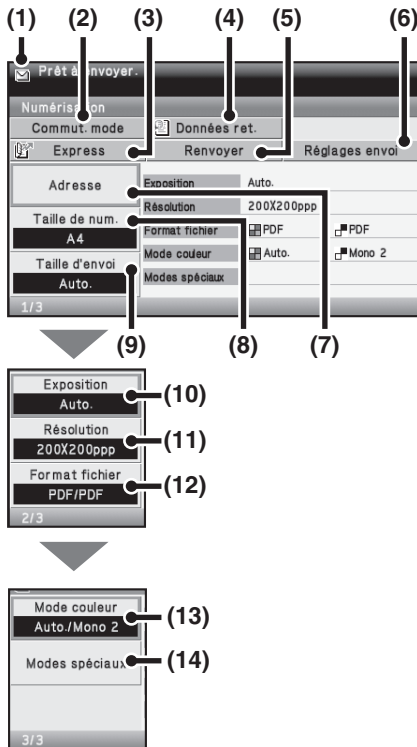 (1) (2) (3) (4) (5) (6)
Prêt à envoyer.
Numérisation
Commut. mode Données ret.
Express Renvoyer Réglages envoi
Adresse Exposition Auto.
Résolution 200X200ppp
Taille de num. Format fichier PDF PDF
A4 Mode couleur Auto. Mono 2
Taille d'envoi Modes spéciaux
Auto.
1/3
(9) (8) (7)
Exposition (10)
Auto.
Résolution (11)
200X200ppp
Format fichier (12)
PDF/PDF
2/3
Mode couleur (13)
Auto./Mono 2
Modes spéciaux (14)
3/3